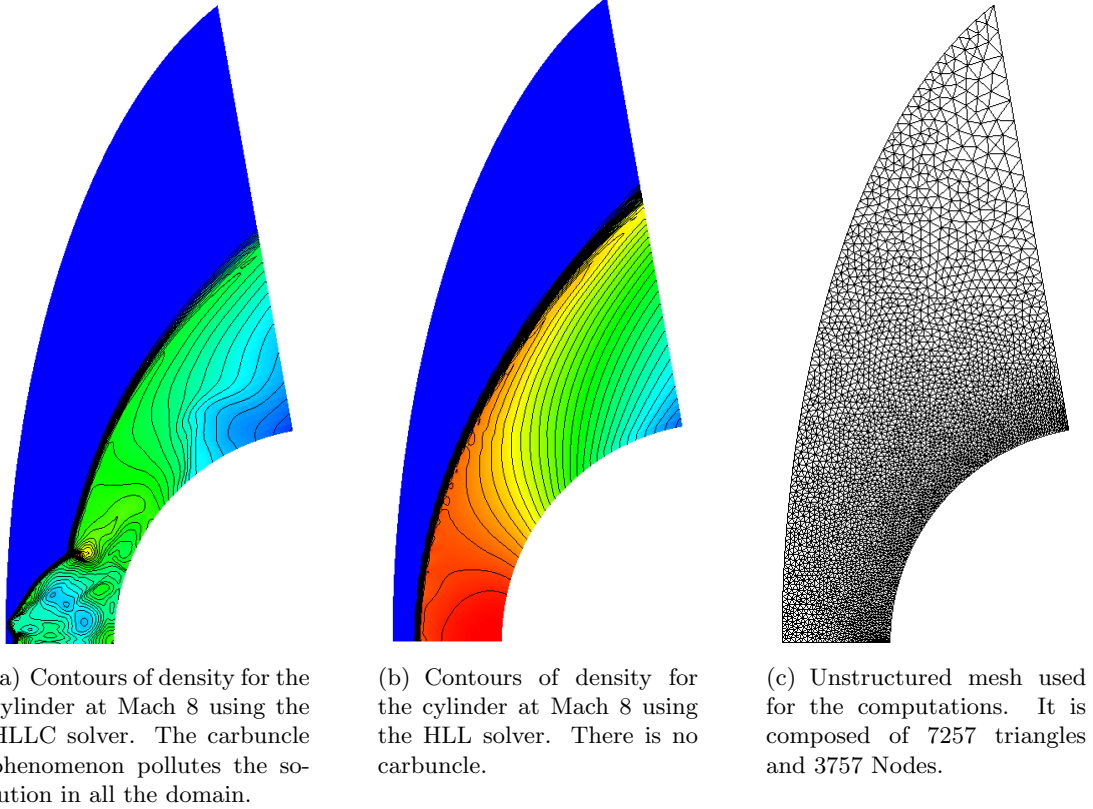 a) Contours of density for the
ylinder at Mach 8 using the
HLLC solver. The carbuncle
phenomenon pollutes the so-
ution in all the domain.
(b) Contours of density for
the cylinder at Mach 8 using
the HLL solver. There is no
carbuncle.
(c) Unstructured mesh used
for the computations. It is
composed of 7257 triangles
and 3757 Nodes.